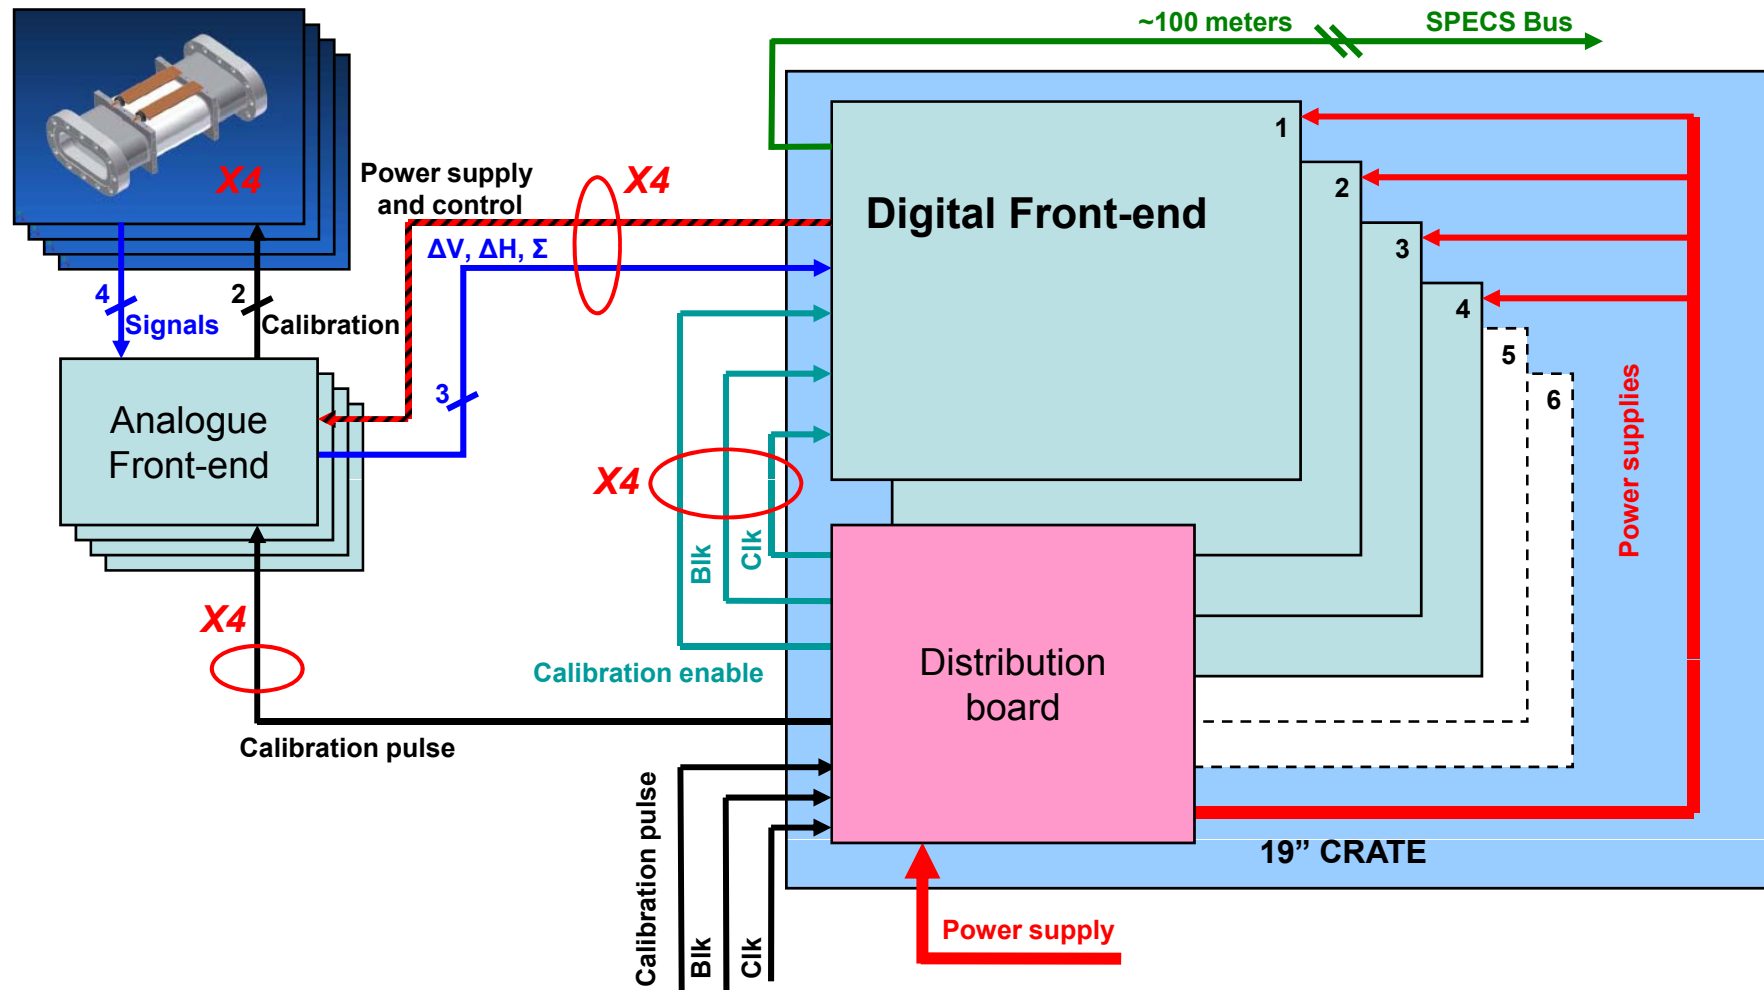 ~100 meters
SPECS Bus
X4
Power supply
and control
X4
ΔV, ΔH, Σ
Digital Front-end
1
2
3
4
5
6
4
Signals
2
Calibration
3
Analogue
Front-end
X4
Blk
Clk
Power supplies
X4
Calibration enable
Distribution
board
Calibration pulse
Calibration pulse
Blk
Clk
19” CRATE
Power supply